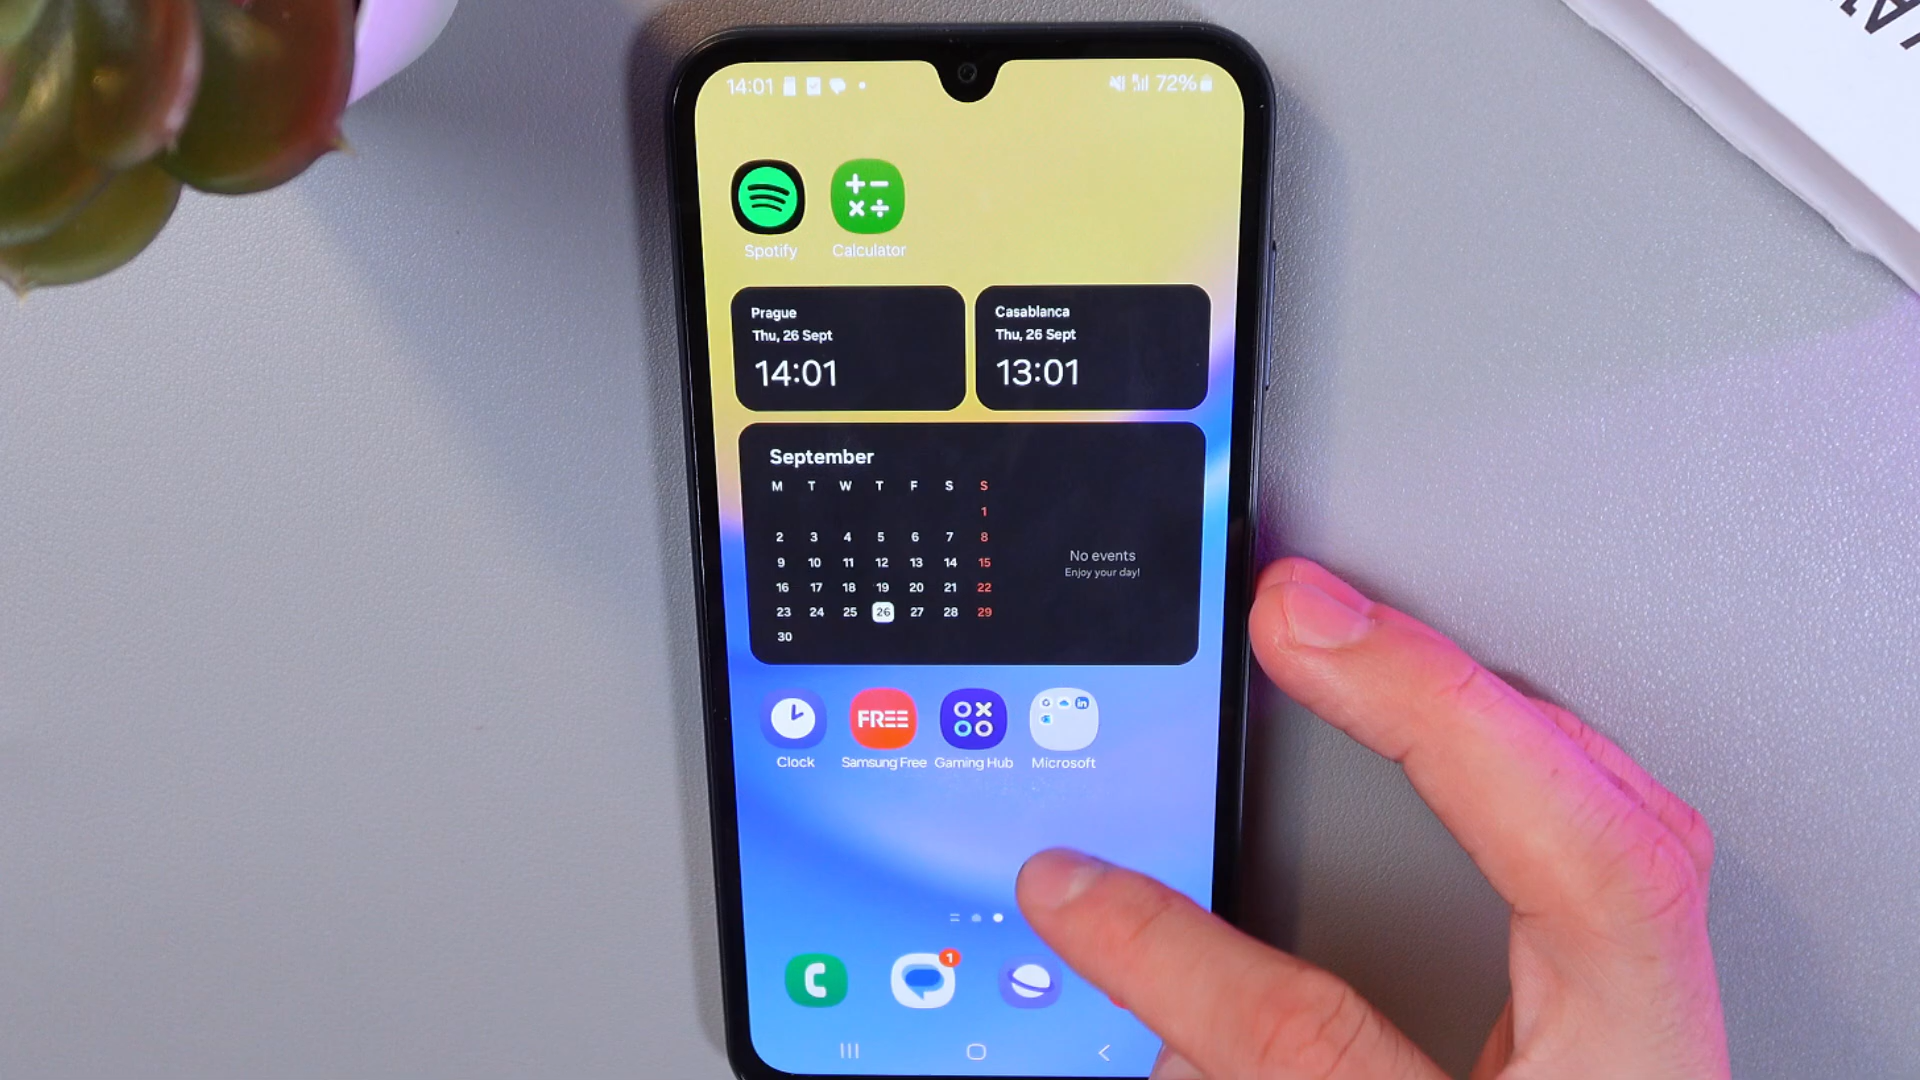 14:01
72%
Spotify
Calculator
Prague
Thu, 26 Sept
14:01
Casablanca
Thu, 26 Sept
13:01
September
M T W T F S S
1
2 3 4 5 6 7 8
9 10 11 12 13 14 15
16 17 18 19 20 21 22
23 24 25 26 27 28 29
30
No events
Enjoy your day!
FREE
in
Clock
Samsung Free
Gaming Hub
Microsoft
1